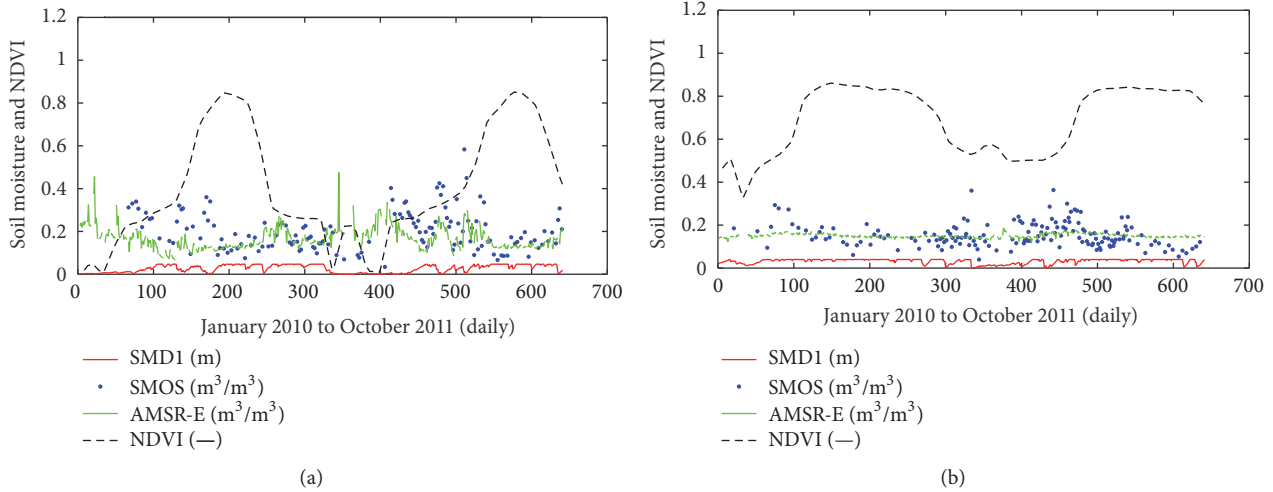 1.2
1
0.8
0.6
0.4
0.2
0
Soil moisture and NDVI
0 100 200 300 400 500 600 700
January 2010 to October 2011 (daily)
SMD1 (m)
SMOS (m³/m³)
AMSR-E (m³/m³)
NDVI (—)
(a)
1.2
1
0.8
0.6
0.4
0.2
0
Soil moisture and NDVI
0 100 200 300 400 500 600 700
January 2010 to October 2011 (daily)
SMD1 (m)
SMOS (m³/m³)
AMSR-E (m³/m³)
NDVI (—)
(b)